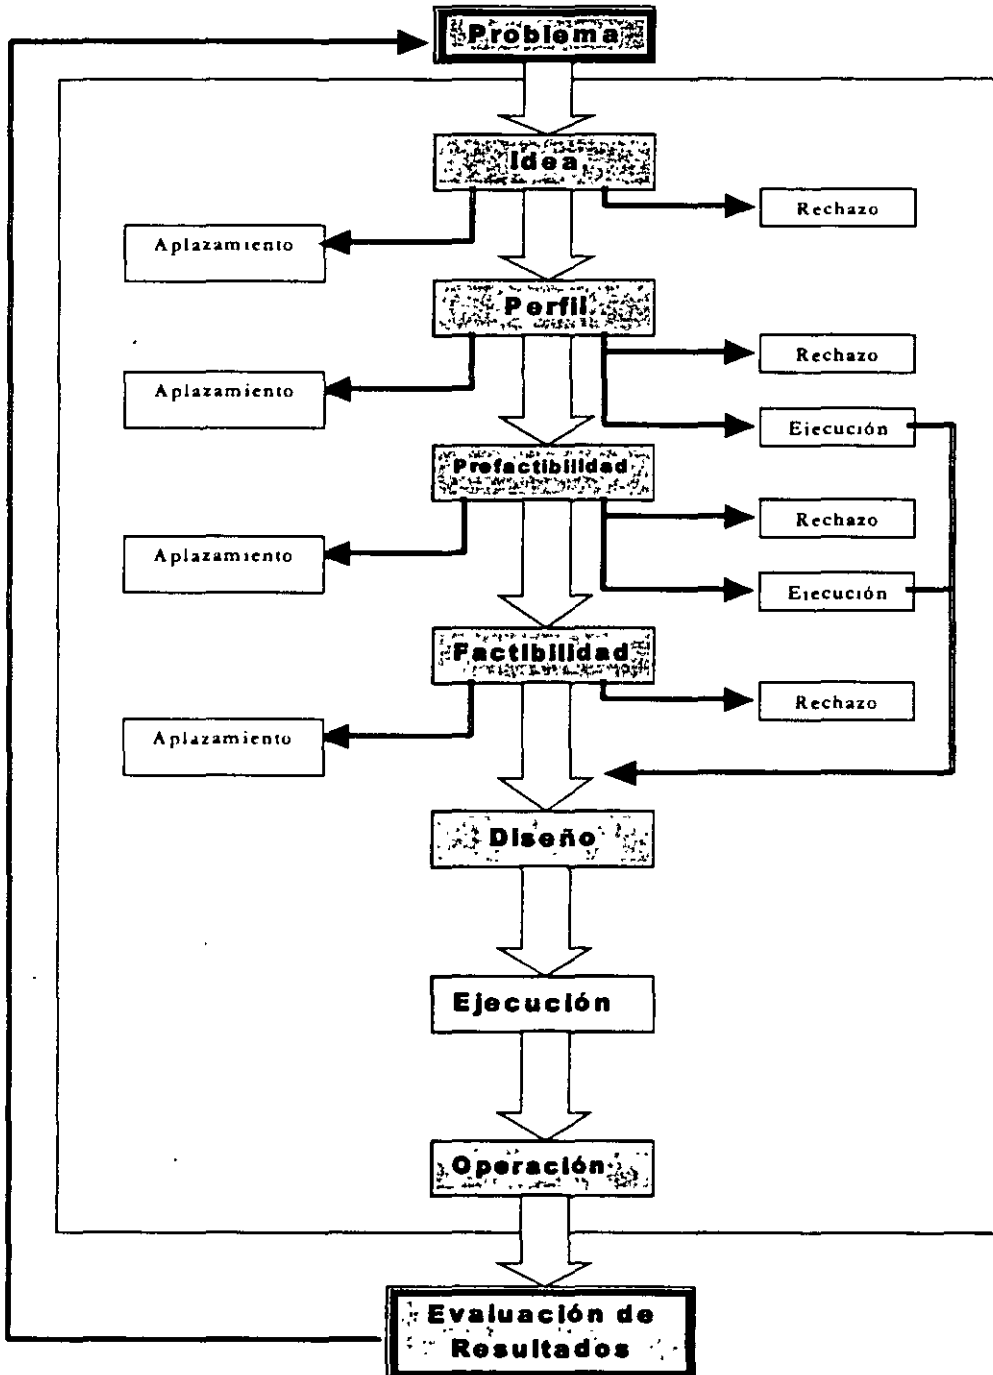 Problema
Idea
Rechazo
Aplazamiento
Perfil
Rechazo
Aplazamiento
Ejecución
Prefactibilidad
Rechazo
Aplazamiento
Ejecución
Factibilidad
Rechazo
Aplazamiento
Diseño
Ejecución
Operación
Evaluación de
Resultados